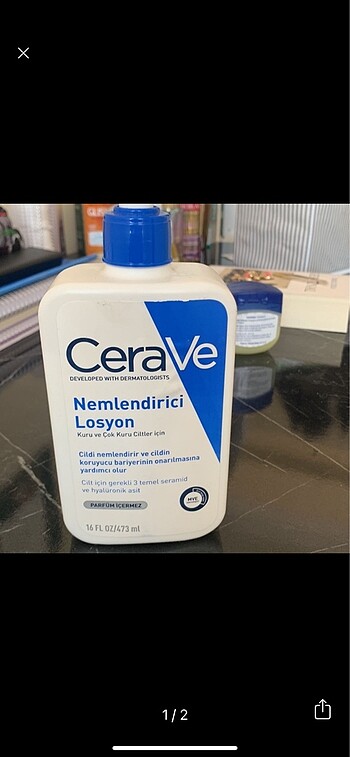 CeraVe
DEVELOPED WITH DERMATOLOGISTS
Nemlendirici
Losyon
Kuru ve Çok Kuru Ciltler için
Cildi nemlendirir ve cildin
koruyucu bariyerinin onarılmasına
yardımcı olur
Cilt için gerekli 3 temel seramid
ve hyalüronik asit
MVE
PARFÜM İÇERMEZ
16 FL OZ/473 ml
1/2